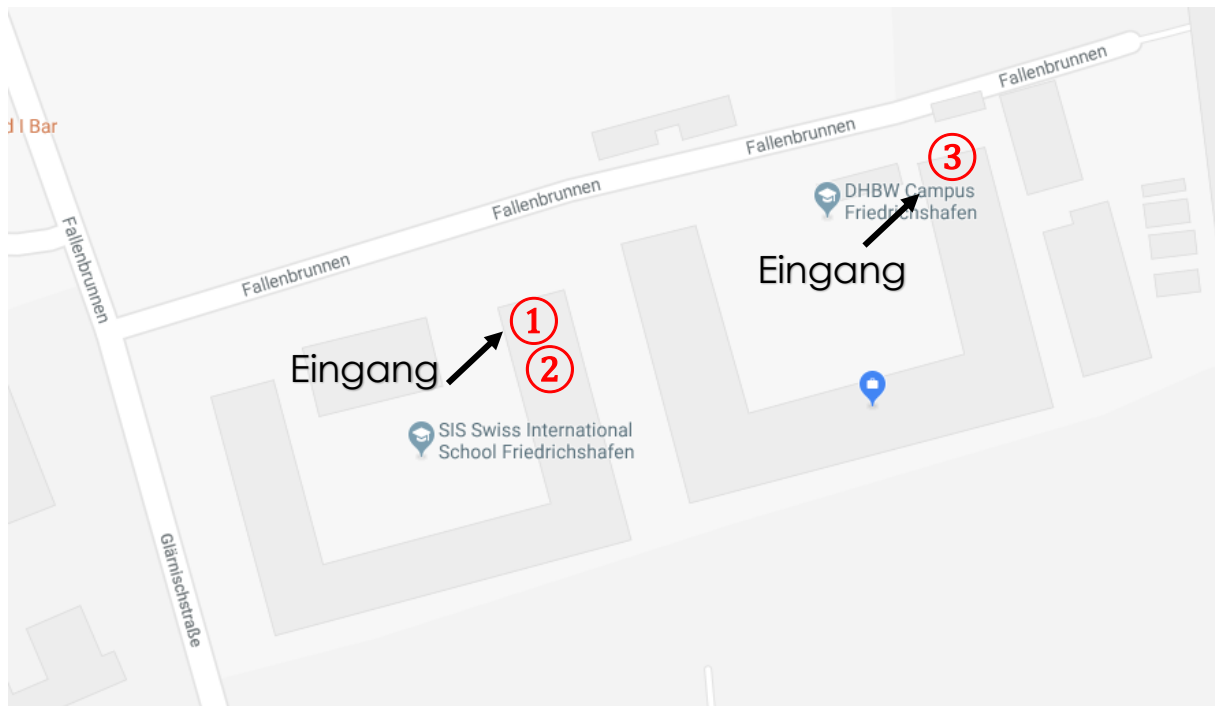 Fallenbrunnen
Fallenbrunnen
d I Bar
3
DHBW Campus
Friedrichshafen
Fallenbrunnen
Fallenbrunnen
Fallenbrunnen
Eingang
1
Eingang
2
SIS Swiss International
School Friedrichshafen
Glärnischstraße